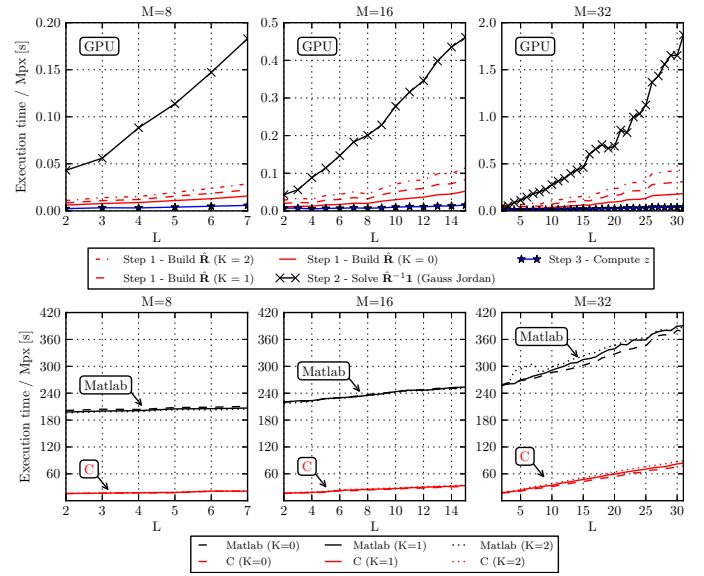 M=8
M=16
M=32
Execution time / Mpx [s]
0.20
0.15
0.10
0.05
0.00
GPU
2 3 4 5 6 7
L
0.5
0.4
0.3
0.2
0.1
0.0
GPU
2 4 6 8 10 12 14
L
2.0
1.5
1.0
0.5
0.0
GPU
5 10 15 20 25 30
L
Step 1 - Build R̂ (K = 2)
Step 1 - Build R̂ (K = 0)
Step 3 - Compute z
Step 1 - Build R̂ (K = 1)
Step 2 - Solve R̂⁻¹1 (Gauss Jordan)
M=8
M=16
M=32
Execution time / Mpx [s]
420
360
300
240
180
120
60
Matlab
C
2 3 4 5 6 7
L
420
360
300
240
180
120
60
Matlab
C
2 4 6 8 10 12 14
L
420
360
300
240
180
120
60
Matlab
C
5 10 15 20 25 30
L
Matlab (K=0)
Matlab (K=1)
Matlab (K=2)
C (K=0)
C (K=1)
C (K=2)